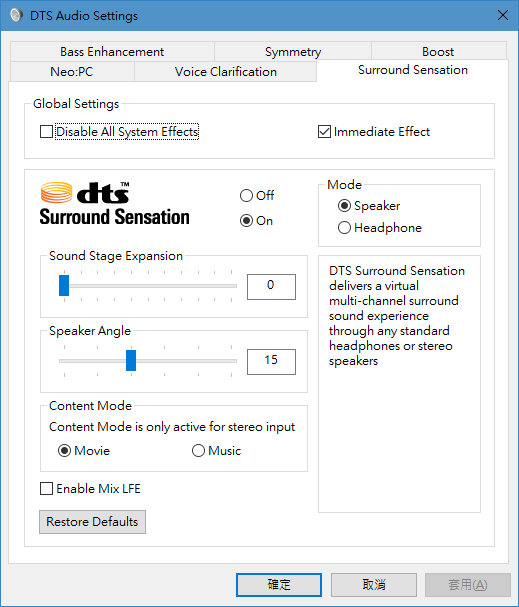 DTS Audio Settings
Bass Enhancement
Symmetry
Boost
Neo:PC
Voice Clarification
Surround Sensation
Global Settings
Disable All System Effects
Immediate Effect
dts™
Surround Sensation
Off
On
Mode
Speaker
Headphone
Sound Stage Expansion
0
Speaker Angle
15
Content Mode
Content Mode is only active for stereo input
Movie
Music
Enable Mix LFE
Restore Defaults
DTS Surround Sensation
delivers a virtual
multi-channel surround
sound experience
through any standard
headphones or stereo
speakers
確定
取消
套用(A)